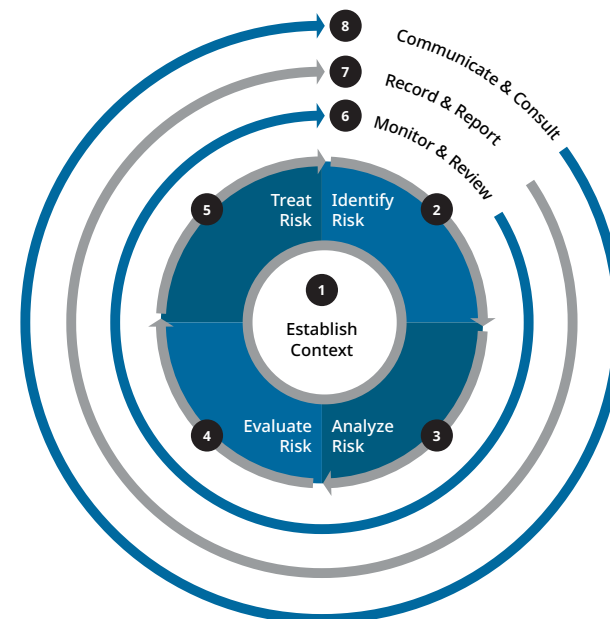 8
Communicate & Consult
7
Record & Report
6
Monitor & Review
5
Treat
Risk
Identify
Risk
2
1
Establish
Context
4
Evaluate
Risk
Analyze
Risk
3